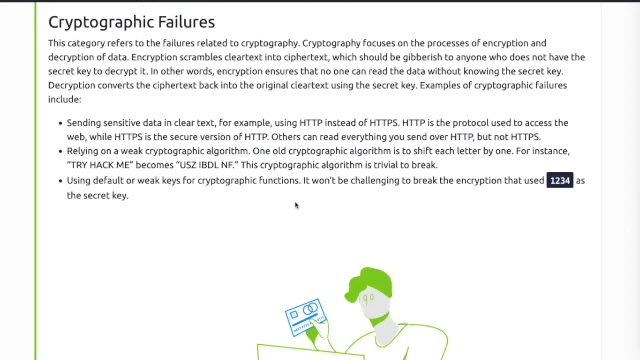 Cryptographic Failures
This category refers to the failures related to cryptography. Cryptography focuses on the processes of encryption and
decryption of data. Encryption scrambles cleartext into ciphertext, which should be gibberish to anyone who does not have the
secret key to decrypt it. In other words, encryption ensures that no one can read the data without knowing the secret key.
Decryption converts the ciphertext back into the original cleartext using the secret key. Examples of cryptographic failures
include:
• Sending sensitive data in clear text, for example, using HTTP instead of HTTPS. HTTP is the protocol used to access the
web, while HTTPS is the secure version of HTTP. Others can read everything you send over HTTP, but not HTTPS.
• Relying on a weak cryptographic algorithm. One old cryptographic algorithm is to shift each letter by one. For instance,
"TRY HACK ME" becomes "USZ IBDL NF." This cryptographic algorithm is trivial to break.
• Using default or weak keys for cryptographic functions. It won't be challenging to break the encryption that used 1234 as
the secret key.